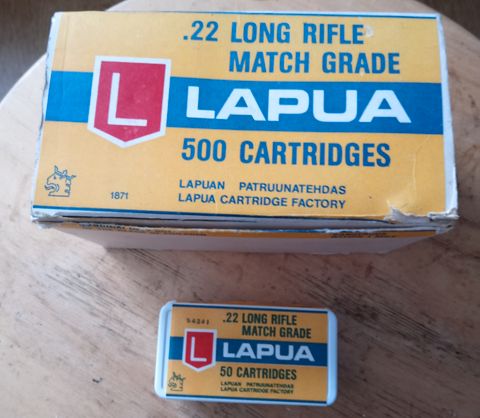 .22 LONG RIFLE
MATCH GRADE
L LAPUA
500 CARTRIDGES
1871
LAPUAN PATRUUNATEHDAS
LAPUA CARTRIDGE FACTORY
54241
.22 LONG RIFLE
MATCH GRADE
L LAPUA
50 CARTRIDGES
LAPUAN PATRUUNATEHDAS
LAPUA CARTRIDGE FACTORY